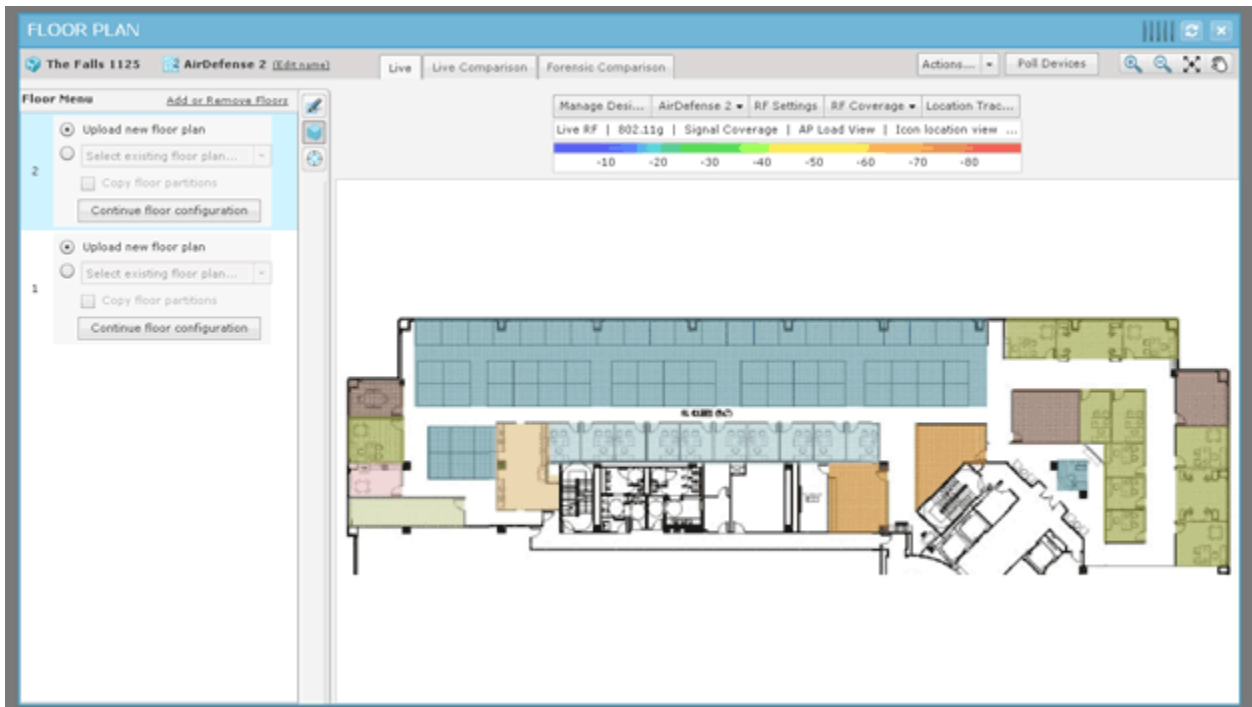 FLOOR PLAN
The Falls 1125
AirDefense 2 (Edit name)
Live
Live Comparison
Forensic Comparison
Actions...
Poll Devices
Floor Menu
Add or Remove Floors
Manage Desi...
AirDefense 2
RF Settings
RF Coverage
Location Trac...
Live RF | 802.11g | Signal Coverage | AP Load View | Icon location view ...
-10 -20 -30 -40 -50 -60 -70 -80
2
Upload new floor plan
Select existing floor plan...
Copy floor partitions
Continue floor configuration
1
Upload new floor plan
Select existing floor plan...
Copy floor partitions
Continue floor configuration